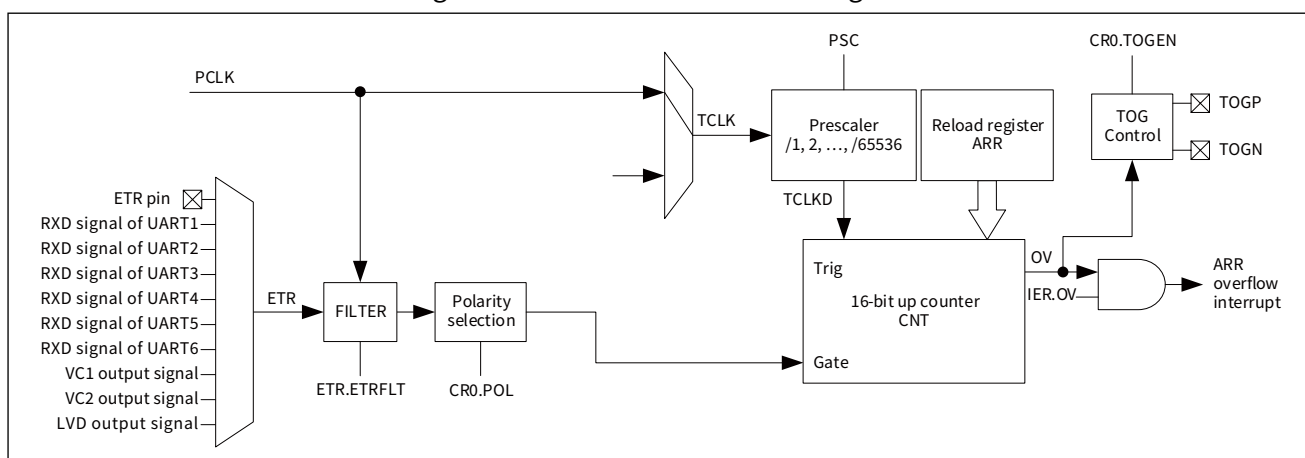 PSC
CR0.TOGEN
PCLK
TCLK
Prescaler
/1, 2, …, /65536
Reload register
ARR
TOG
Control
TOGP
TOGN
TCLKD
ETR pin
RXD signal of UART1
RXD signal of UART2
RXD signal of UART3
RXD signal of UART4
RXD signal of UART5
RXD signal of UART6
VC1 output signal
VC2 output signal
LVD output signal
ETR
FILTER
ETR.ETRFLT
Polarity
selection
CR0.POL
Trig
16-bit up counter
CNT
Gate
OV
IER.OV
ARR
overflow
interrupt